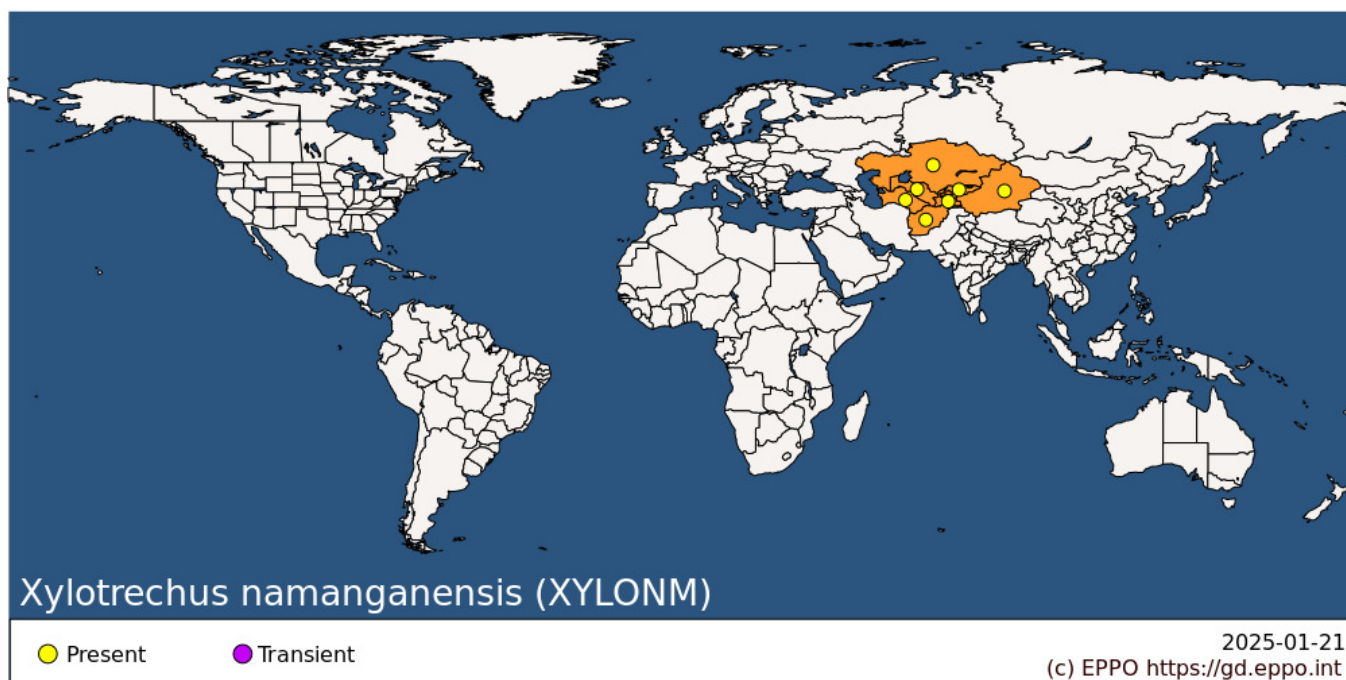 Xylotrechus namanganensis (XYLONM)
Present
Transient
2025-01-21
(c) EPPO https://gd.eppo.int